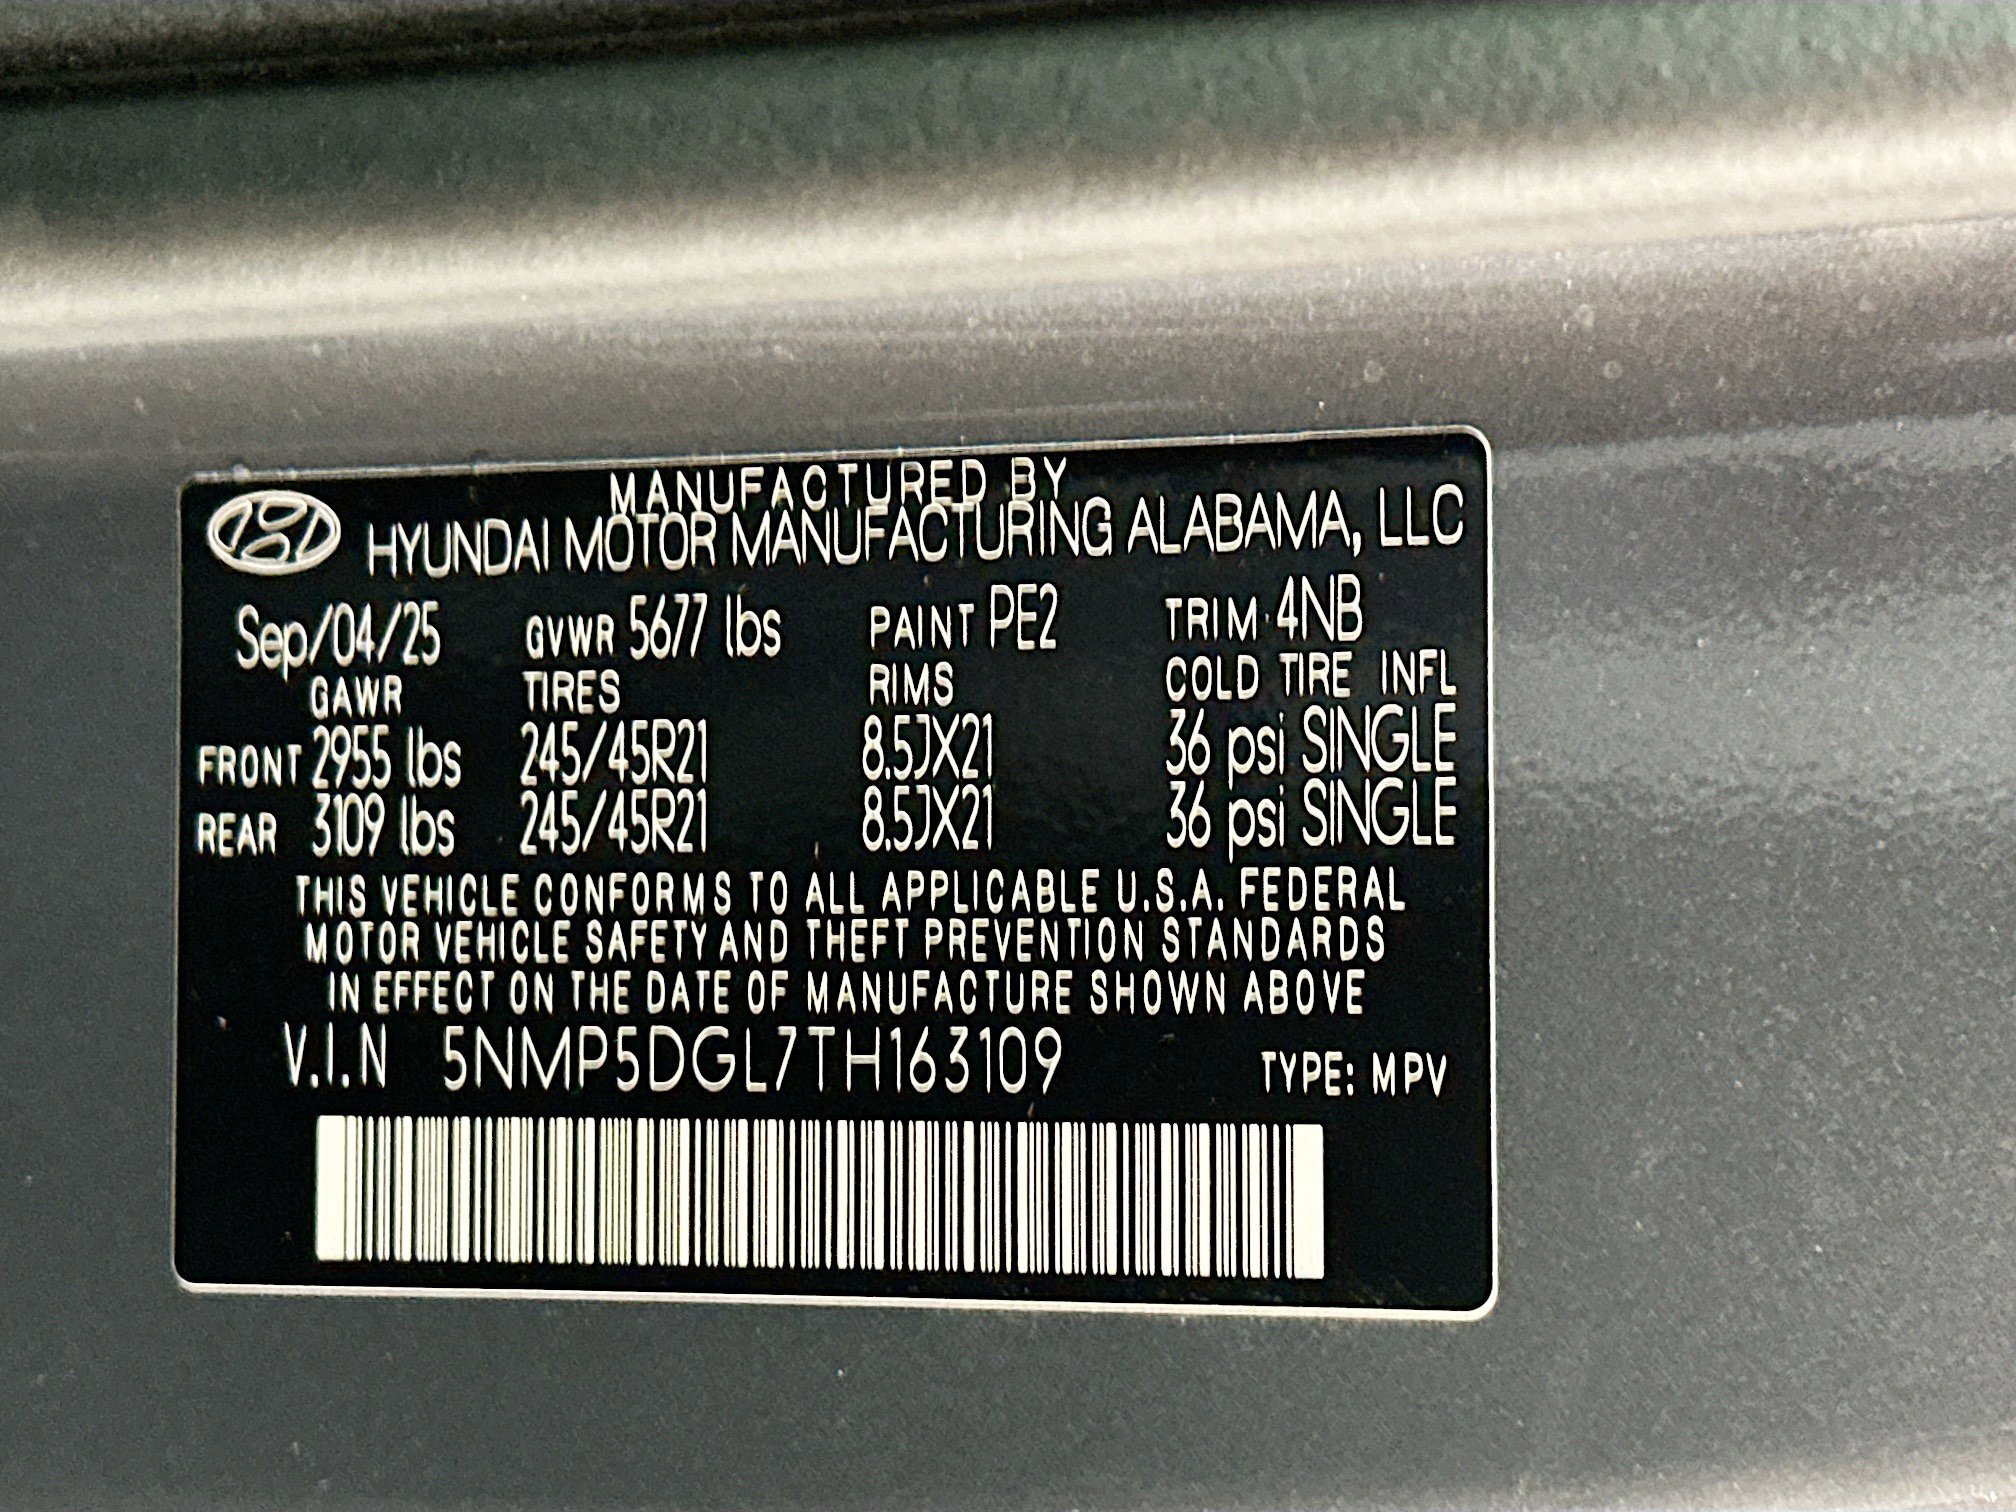 MANUFACTURED BY
HYUNDAI MOTOR MANUFACTURING ALABAMA, LLC
Sep/04/25 GVWR 5677 lbs PAINT PE2 TRIM 4NB
GAWR TIRES RIMS COLD TIRE INFL
FRONT 2955 lbs 245/45R21 8.5JX21 36 psi SINGLE
REAR 3109 lbs 245/45R21 8.5JX21 36 psi SINGLE
THIS VEHICLE CONFORMS TO ALL APPLICABLE U.S.A. FEDERAL
MOTOR VEHICLE SAFETY AND THEFT PREVENTION STANDARDS
IN EFFECT ON THE DATE OF MANUFACTURE SHOWN ABOVE
V.I.N 5NMP5DGL7TH163109 TYPE: MPV